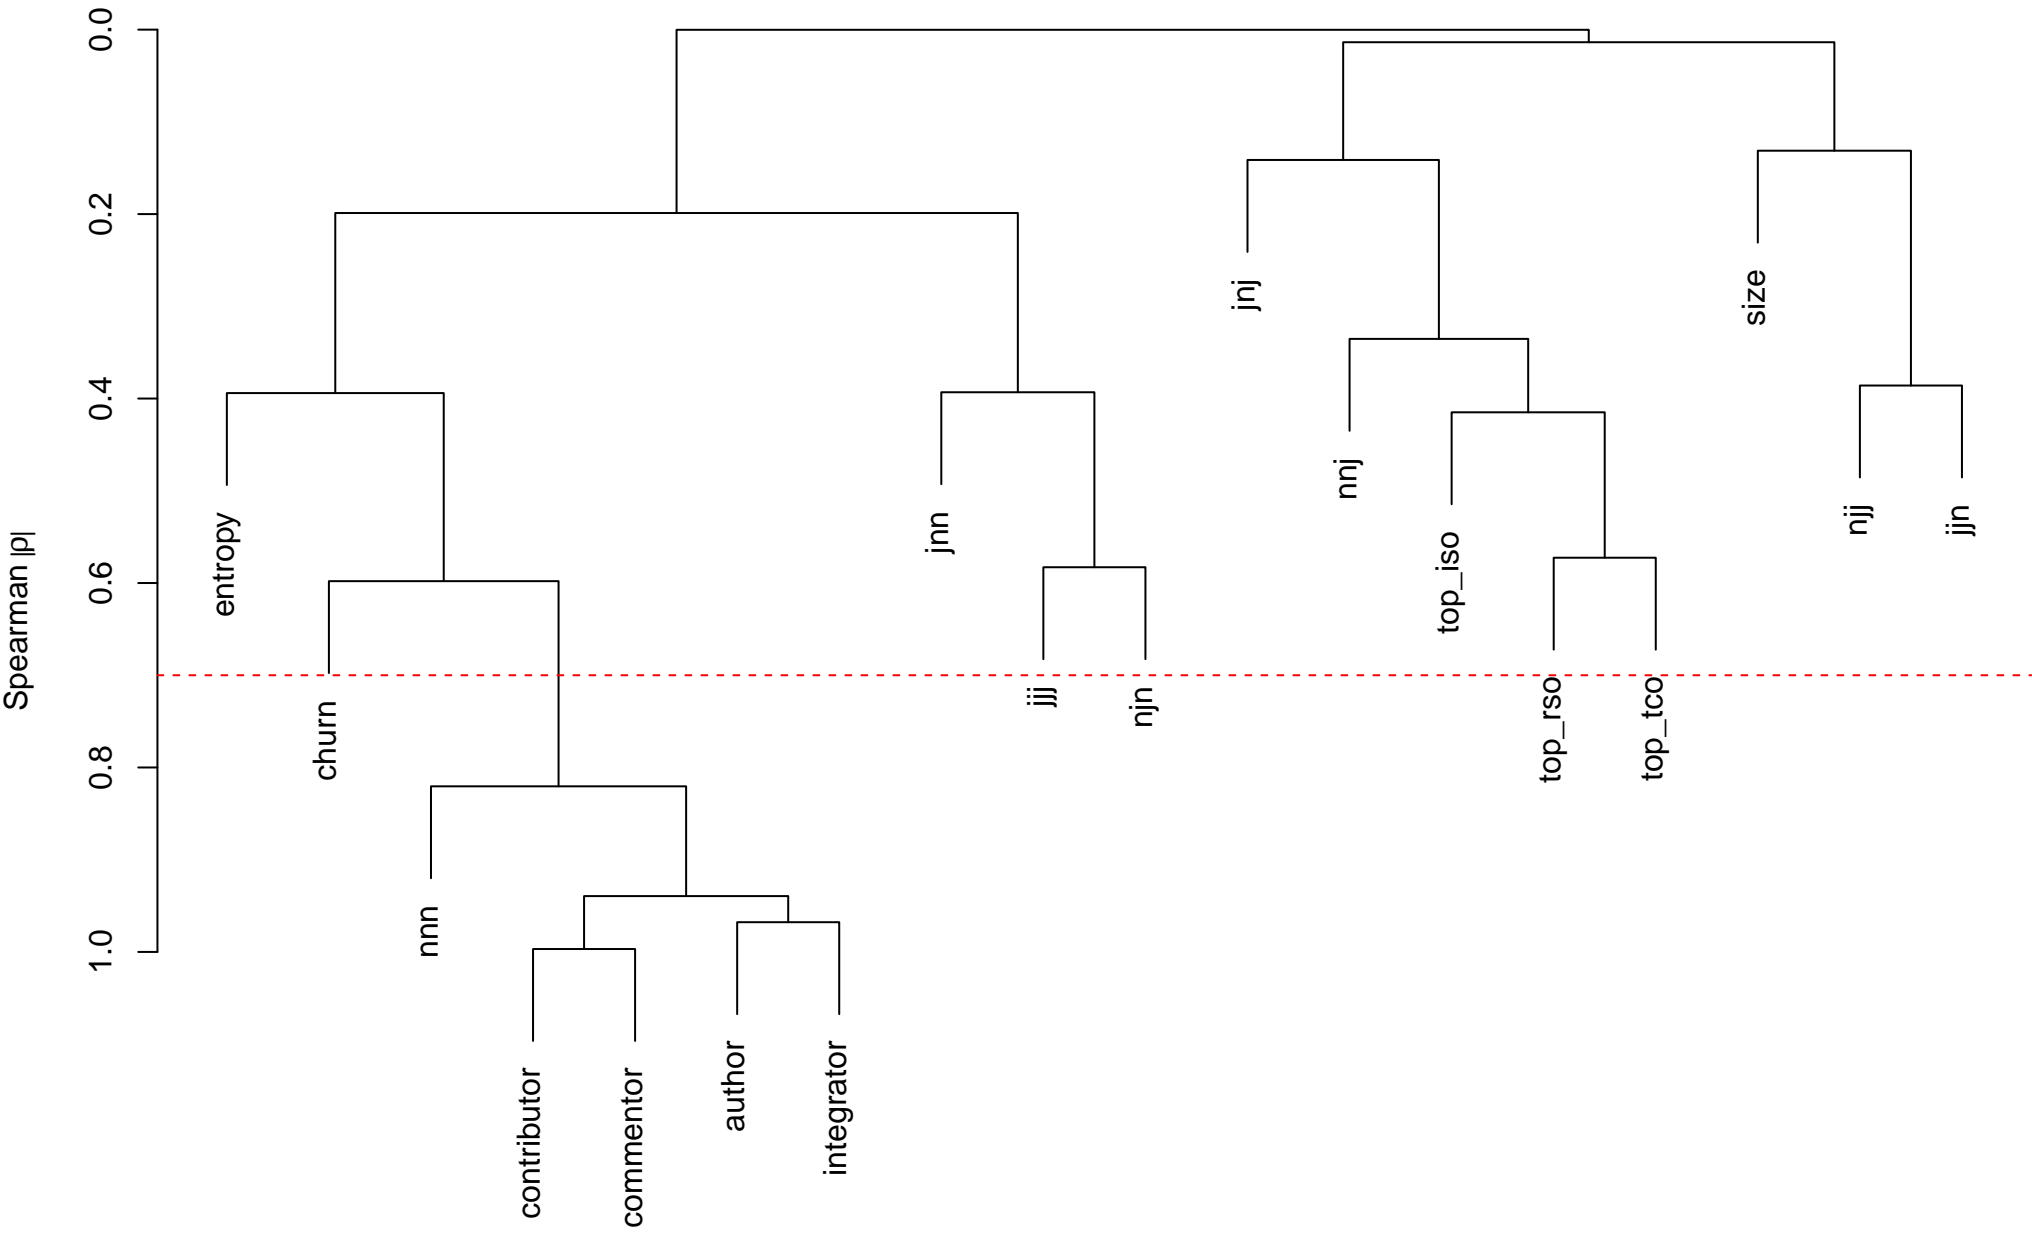 Spearman |ρ|
0.0
0.2
0.4
0.6
0.8
1.0
entropy
churn
nnn
contributor
commentor
author
integrator
jnn
jjj
njn
jnj
nnj
top_iso
top_rso
top_tco
size
njj
jjn